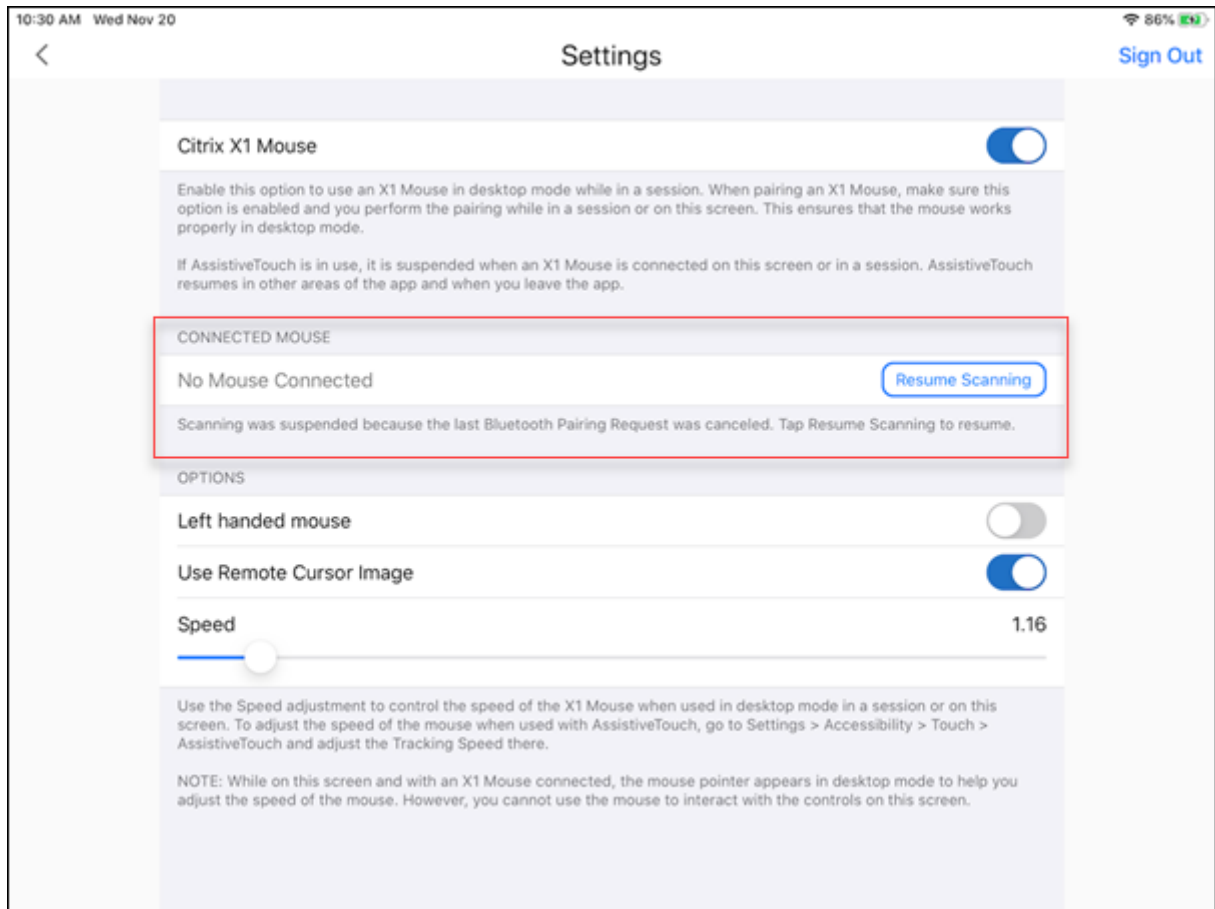 10:30 AM Wed Nov 20
86%
Settings
Sign Out
Citrix X1 Mouse
Enable this option to use an X1 Mouse in desktop mode while in a session. When pairing an X1 Mouse, make sure this
option is enabled and you perform the pairing while in a session or on this screen. This ensures that the mouse works
properly in desktop mode.
If AssistiveTouch is in use, it is suspended when an X1 Mouse is connected on this screen or in a session. AssistiveTouch
resumes in other areas of the app and when you leave the app.
CONNECTED MOUSE
No Mouse Connected
Resume Scanning
Scanning was suspended because the last Bluetooth Pairing Request was canceled. Tap Resume Scanning to resume.
OPTIONS
Left handed mouse
Use Remote Cursor Image
Speed
1.16
Use the Speed adjustment to control the speed of the X1 Mouse when used in desktop mode in a session or on this
screen. To adjust the speed of the mouse when used with AssistiveTouch, go to Settings > Accessibility > Touch >
AssistiveTouch and adjust the Tracking Speed there.
NOTE: While on this screen and with an X1 Mouse connected, the mouse pointer appears in desktop mode to help you
adjust the speed of the mouse. However, you cannot use the mouse to interact with the controls on this screen.